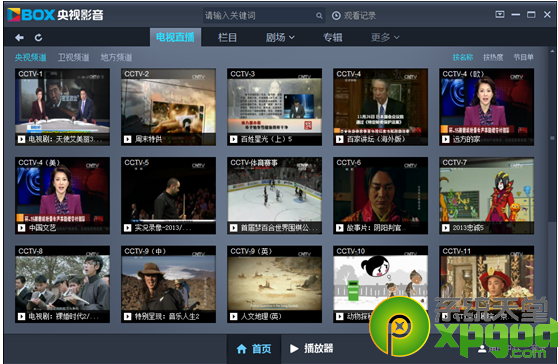 BOX 央视影音
请输入关键词
观看记录
电视直播 栏目 剧场 专辑 更多
央视频道 卫视频道 地方频道
按名称 按热度 节目单
CCTV-1 CCTV-2 CCTV-3 CCTV-4 CCTV-4 (欧)
电视剧：天使艾美丽3... 周末特供 百姓星光 (上) 5 百家讲坛 (海外版) 远方的家
CCTV-4 (美) CCTV-5 CCTV-体育赛事 CCTV-6 CCTV-7
中国文艺 实况录像-2013/... 首届梦百合世界围棋公... 故事片：阴阳判官 2013忠诚5
CCTV-8 CCTV-9 (中) CCTV-9 (英) CCTV-10 CCTV-11
电视剧：裸婚时代2/... 特别呈现：音乐人生2 人文地理 (英) 动物探秘
首页 播放器
xpgod.com